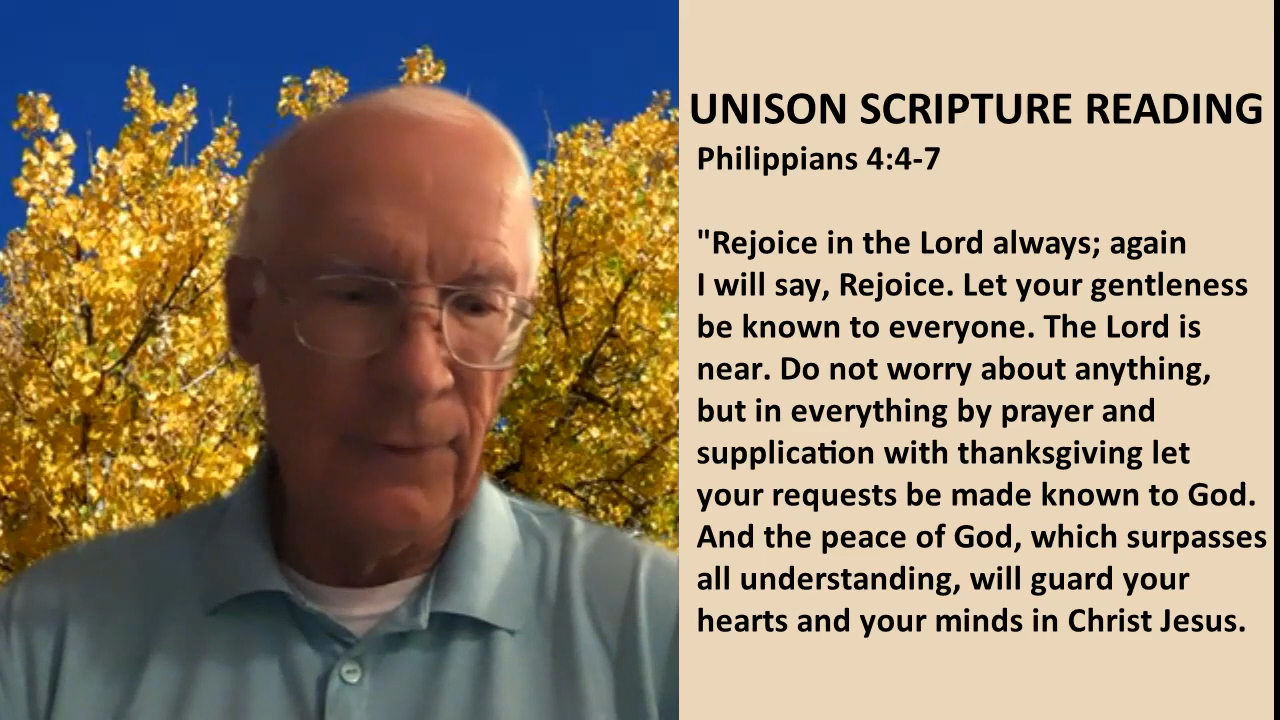 UNISON SCRIPTURE READING
Philippians 4:4-7
"Rejoice in the Lord always; again
I will say, Rejoice. Let your gentleness
be known to everyone. The Lord is
near. Do not worry about anything,
but in everything by prayer and
supplication with thanksgiving let
your requests be made known to God.
And the peace of God, which surpasses
all understanding, will guard your
hearts and your minds in Christ Jesus.